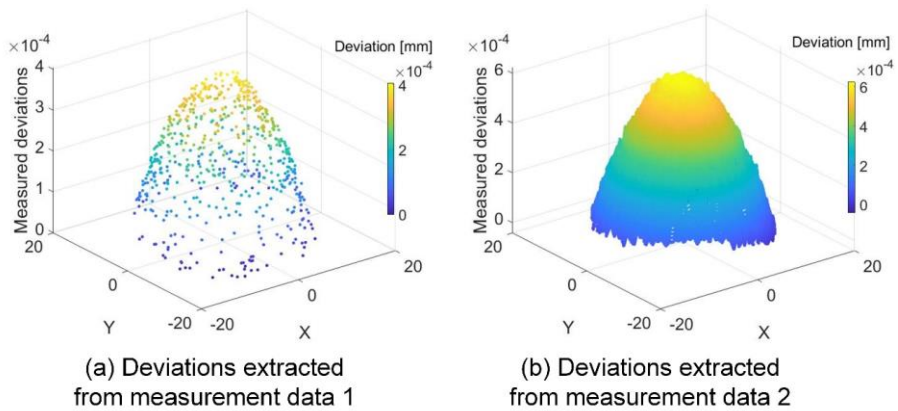 ×10⁻⁴
Deviation [mm]
×10⁻⁴
Measured deviations
4
3
2
1
0
20
0
-20
Y
-20
0
20
X
4
2
0
(a) Deviations extracted
from measurement data 1
×10⁻⁴
Deviation [mm]
×10⁻⁴
Measured deviations
6
4
2
0
20
0
-20
Y
-20
0
20
X
6
4
2
0
(b) Deviations extracted
from measurement data 2